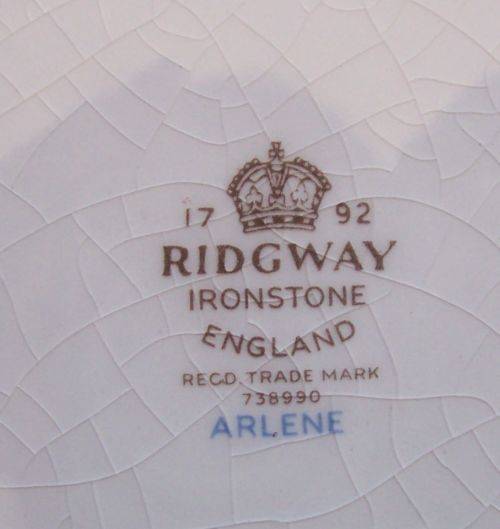 17 92
RIDGWAY
IRONSTONE
ENGLAND
REGD. TRADE MARK
738990
ARLENE